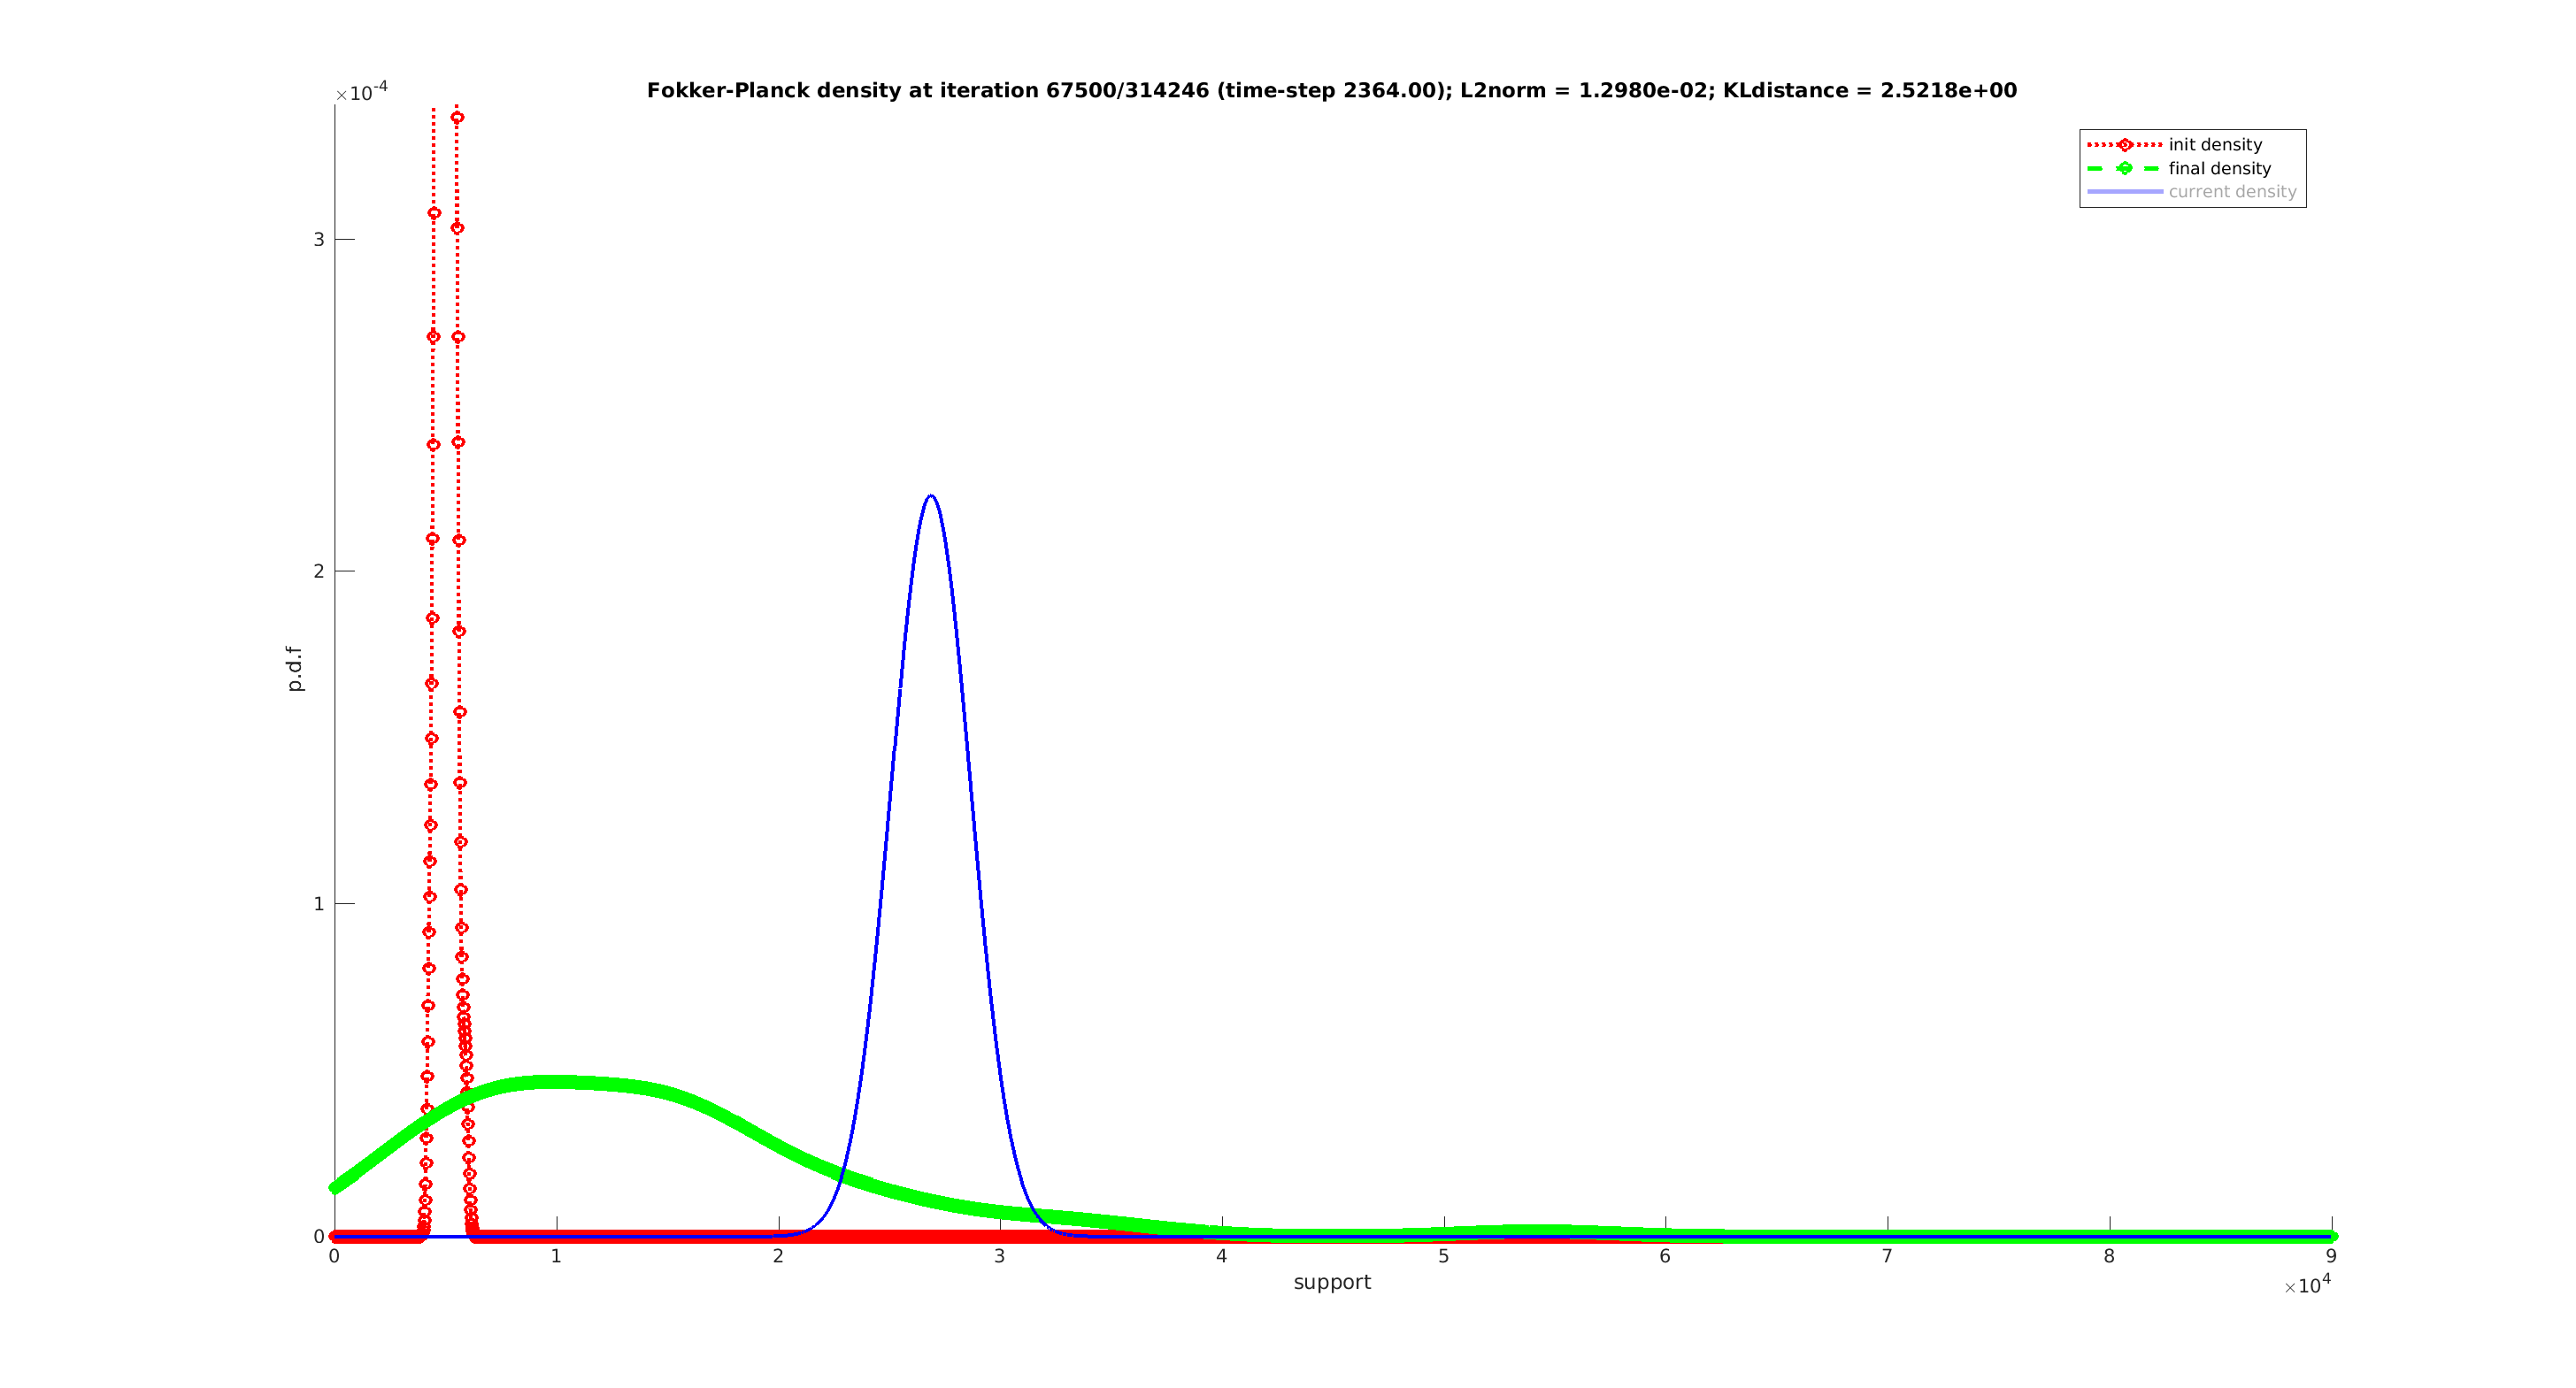 Fokker-Planck density at iteration 67500/314246 (time-step 2364.00); L2norm = 1.2980e-02; KLdistance = 2.5218e+00
×10-4
init density
final density
current density
3
2
1
0
p.d.f
0 1 2 3 4 5 6 7 8 9
support
×104